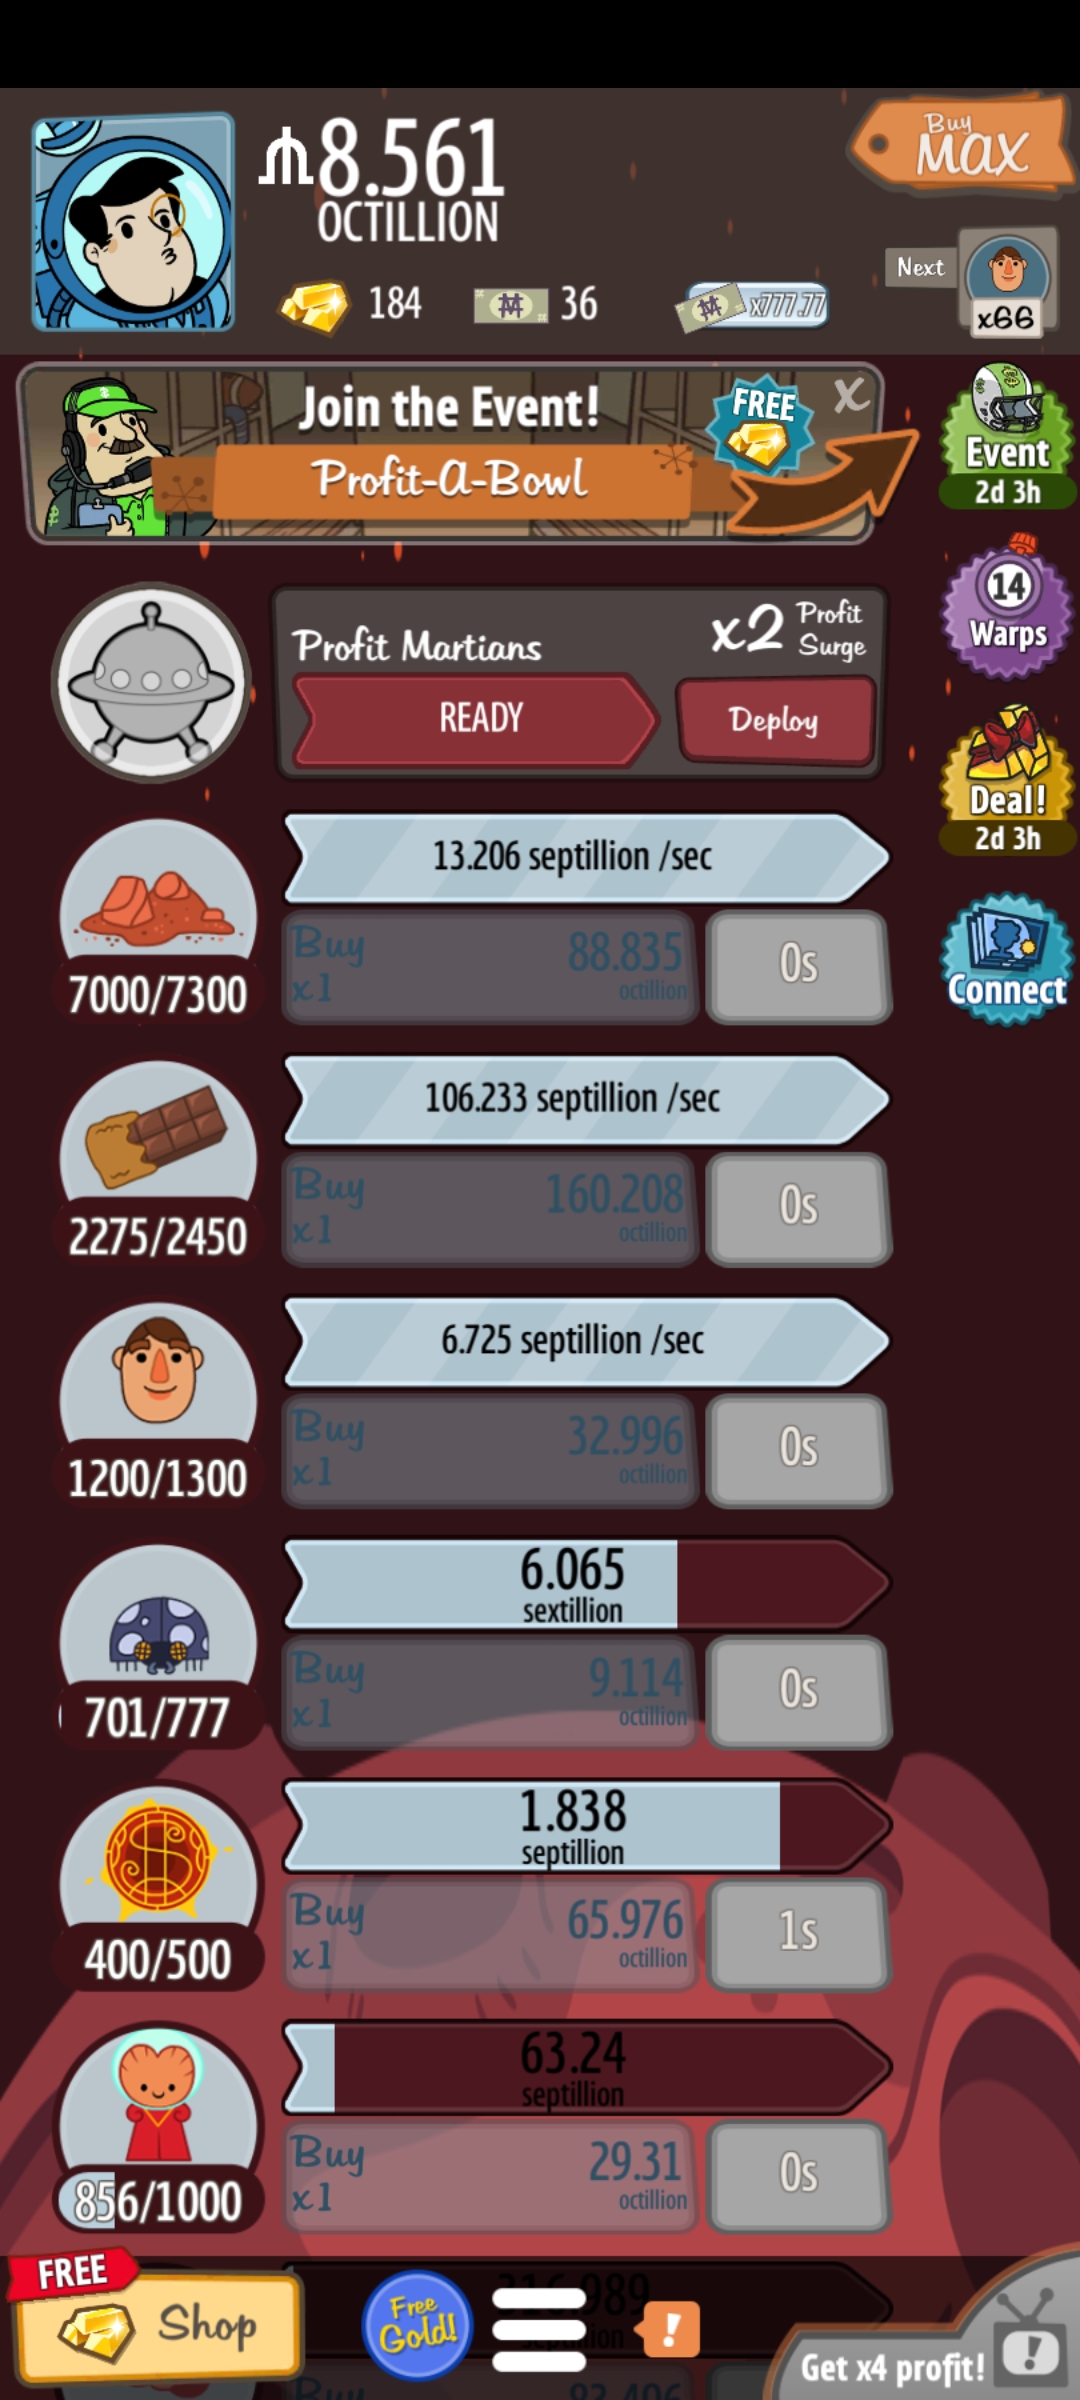 8.561
OCTILLION
Buy
MAX
184
36
x777.77
Next
x66
Join the Event!
Profit-A-Bowl
FREE
X
Event
2d 3h
14
Warps
Profit Martians
x2 Profit
Surge
READY
Deploy
Deal!
2d 3h
13.206 septillion /sec
7000/7300
Buy
x1
88.835
octillion
0s
Connect
106.233 septillion /sec
2275/2450
Buy
x1
160.208
octillion
0s
6.725 septillion /sec
1200/1300
Buy
x1
32.996
octillion
0s
6.065
sextillion
701/777
Buy
x1
9.114
octillion
0s
1.838
septillion
400/500
Buy
x1
65.976
octillion
1s
63.24
septillion
856/1000
Buy
x1
29.31
octillion
0s
FREE
Shop
Free
Gold!
!
Get x4 profit!
!